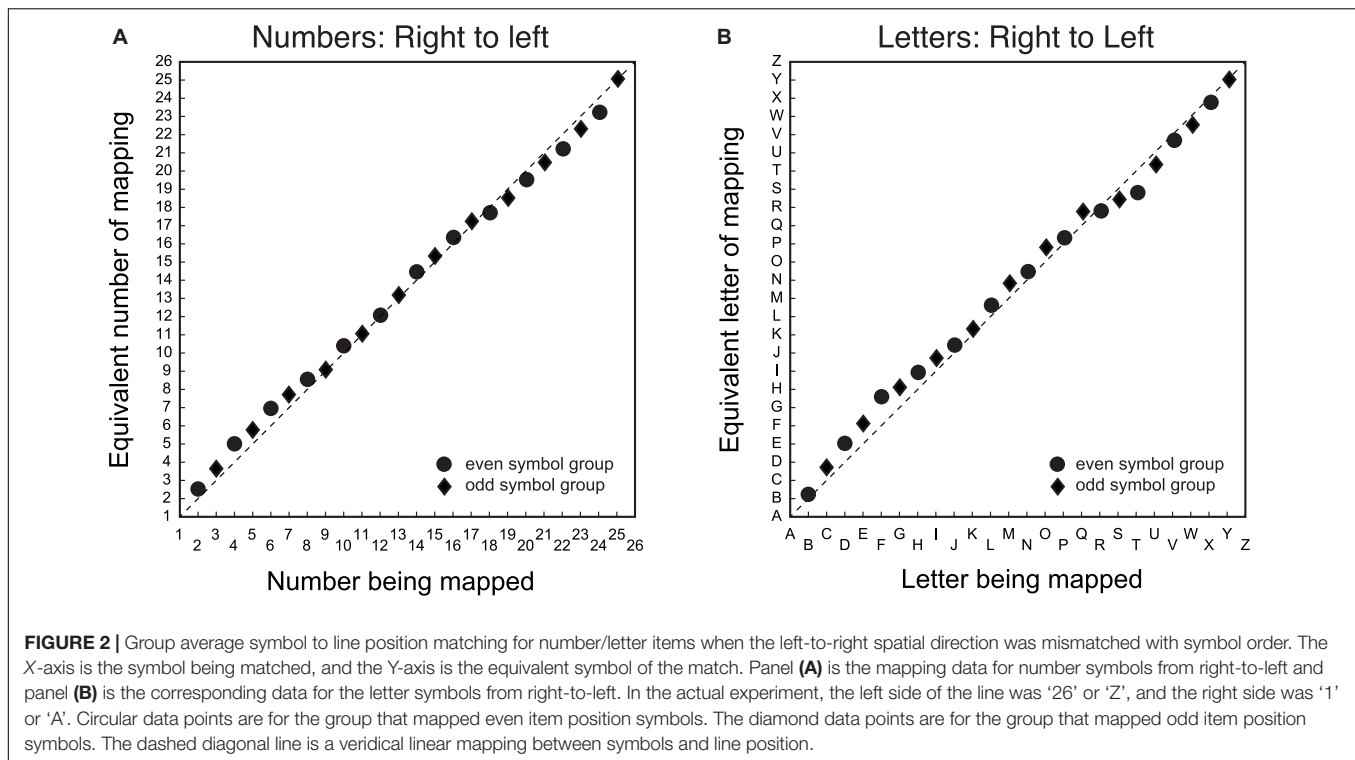 A Numbers: Right to left
Equivalent number of mapping
26
25
24
23
22
21
20
19
18
17
16
15
14
13
12
11
10
9
8
7
6
5
4
3
2
1
even symbol group
odd symbol group
1 2 3 4 5 6 7 8 9 10 11 12 13 14 15 16 17 18 19 20 21 22 23 24 25 26
Number being mapped
B Letters: Right to Left
Equivalent letter of mapping
Z
Y
X
W
V
U
T
S
R
Q
P
O
N
M
L
K
J
I
H
G
F
E
D
C
B
A
even symbol group
odd symbol group
A B C D E F G H I J K L M N O P Q R S T U V W X Y Z
Letter being mapped
FIGURE 2 | Group average symbol to line position matching for number/letter items when the left-to-right spatial direction was mismatched with symbol order. The
X-axis is the symbol being matched, and the Y-axis is the equivalent symbol of the match. Panel (A) is the mapping data for number symbols from right-to-left and
panel (B) is the corresponding data for the letter symbols from right-to-left. In the actual experiment, the left side of the line was ‘26’ or ‘Z’, and the right side was ‘1’
or ‘A’. Circular data points are for the group that mapped even item position symbols. The diamond data points are for the group that mapped odd item position
symbols. The dashed diagonal line is a veridical linear mapping between symbols and line position.